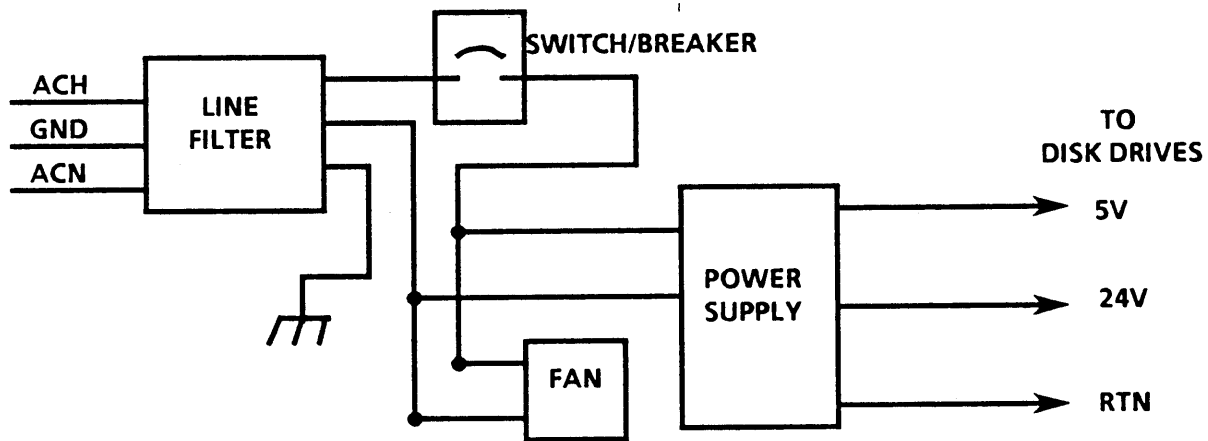 SWITCH/BREAKER
ACH
LINE
FILTER
GND
ACN
TO
DISK DRIVES
5V
POWER
SUPPLY
24V
FAN
RTN